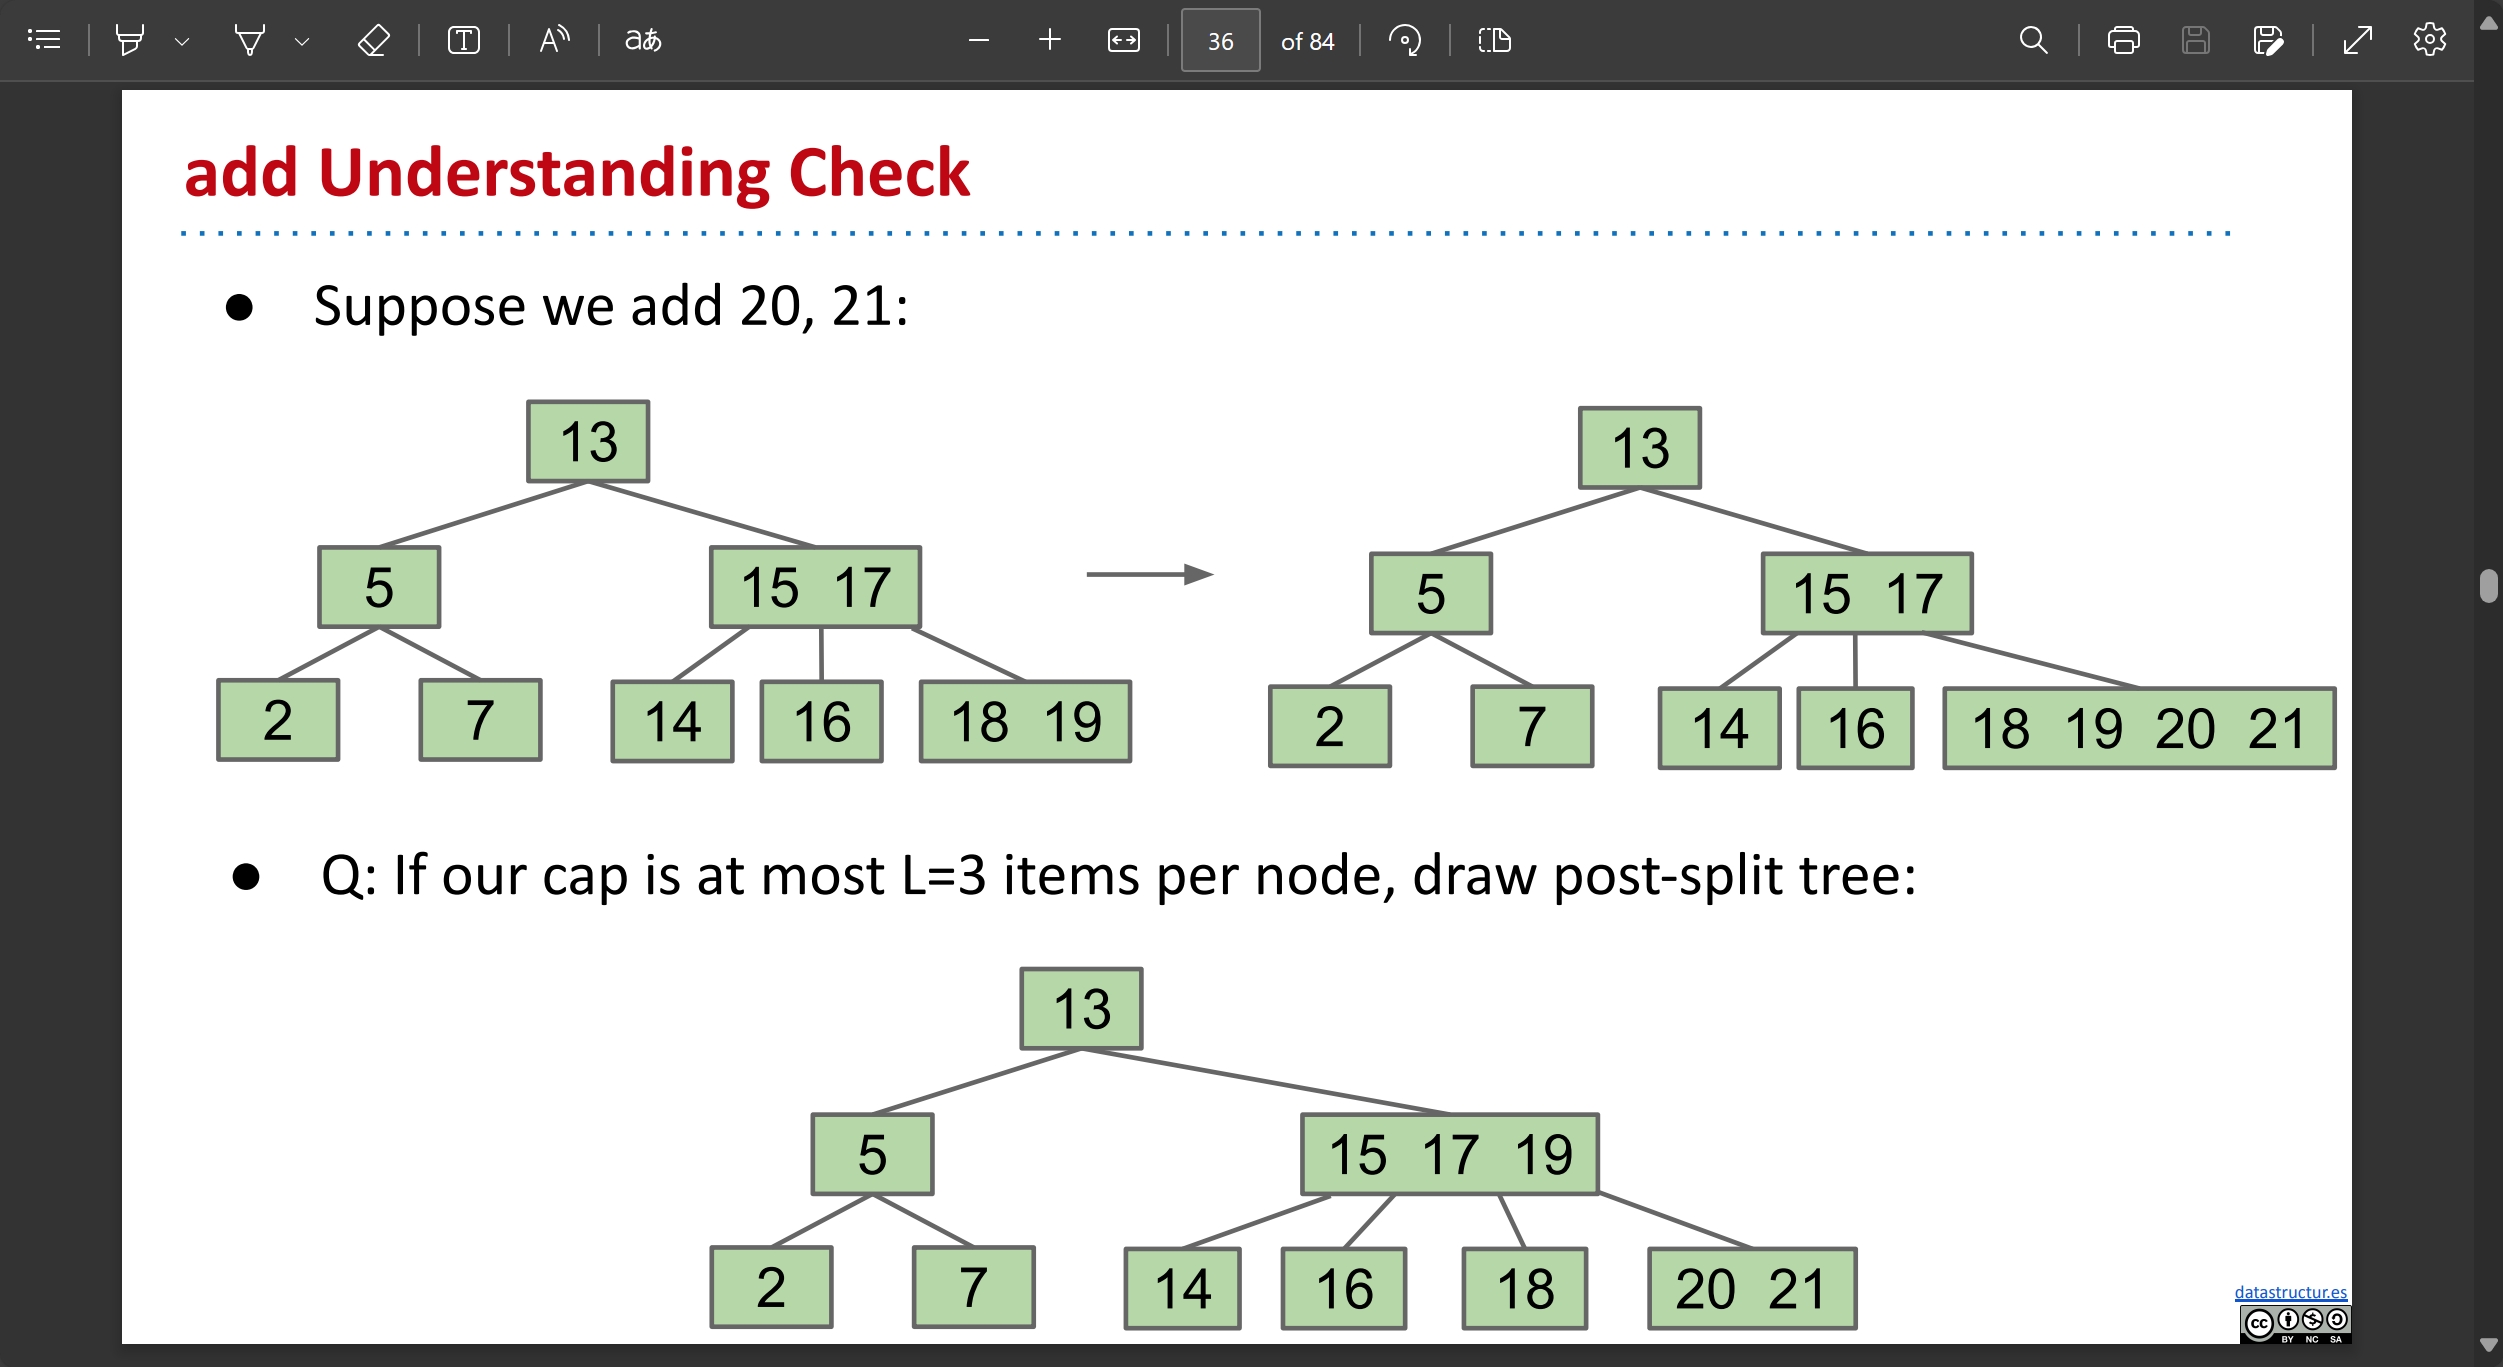 aあ
36 of 84
add Understanding Check
● Suppose we add 20, 21:
13
5 15 17
2 7 14 16 18 19
13
5 15 17
2 7 14 16 18 19 20 21
● Q: If our cap is at most L=3 items per node, draw post-split tree:
13
5 15 17 19
2 7 14 16 18 20 21
datastructur.es
cc
BY NC SA